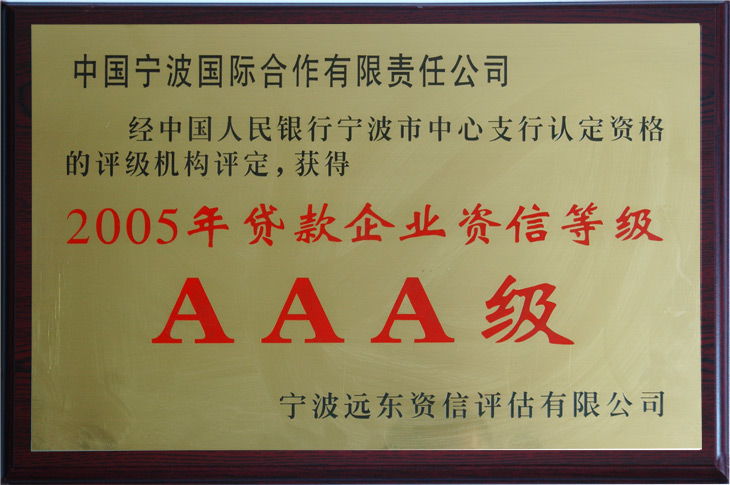 中国宁波国际合作有限责任公司
经中国人民银行宁波市中心支行认定资格
的评级机构评定，获得
2005年贷款企业资信等级
AAA级
宁波远东资信评估有限公司